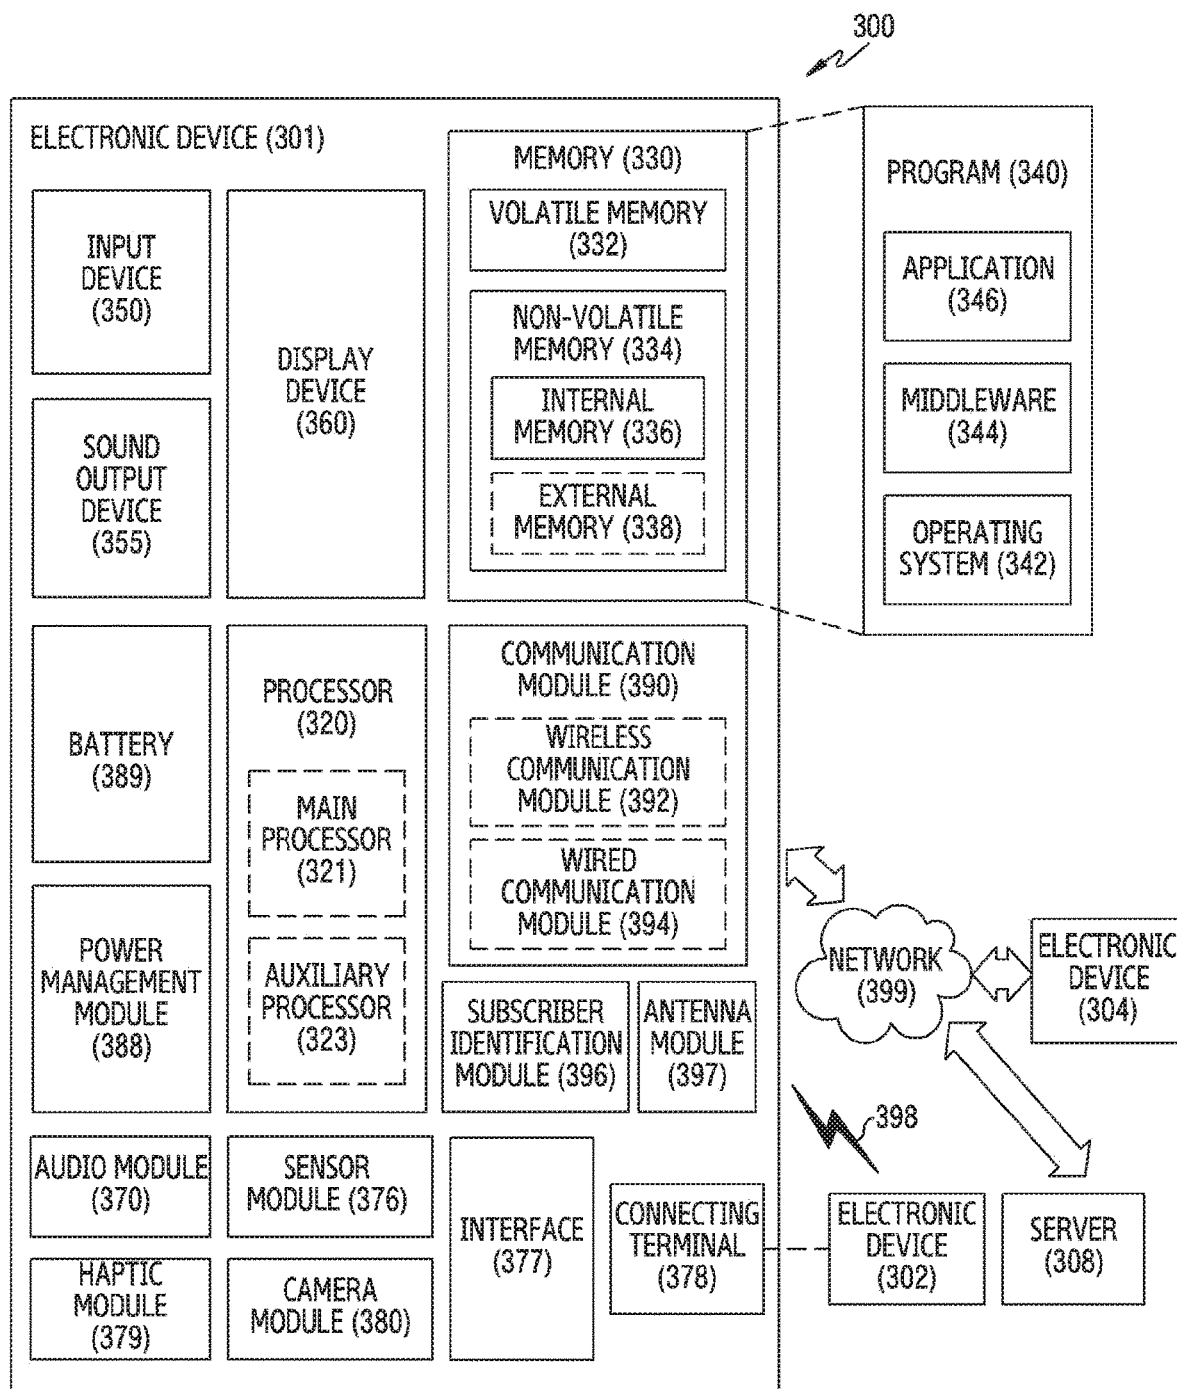 300
ELECTRONIC DEVICE (301)
INPUT
DEVICE
(350)
SOUND
OUTPUT
DEVICE
(355)
DISPLAY
DEVICE
(360)
MEMORY (330)
VOLATILE MEMORY
(332)
NON-VOLATILE
MEMORY (334)
INTERNAL
MEMORY (336)
EXTERNAL
MEMORY (338)
PROGRAM (340)
APPLICATION
(346)
MIDDLEWARE
(344)
OPERATING
SYSTEM (342)
BATTERY
(389)
POWER
MANAGEMENT
MODULE
(388)
PROCESSOR
(320)
MAIN
PROCESSOR
(321)
AUXILIARY
PROCESSOR
(323)
COMMUNICATION
MODULE (390)
WIRELESS
COMMUNICATION
MODULE (392)
WIRED
COMMUNICATION
MODULE (394)
SUBSCRIBER
IDENTIFICATION
MODULE (396)
ANTENNA
MODULE
(397)
NETWORK
(399)
ELECTRONIC
DEVICE
(304)
398
AUDIO MODULE
(370)
SENSOR
MODULE (376)
HAPTIC
MODULE
(379)
CAMERA
MODULE (380)
INTERFACE
(377)
CONNECTING
TERMINAL
(378)
ELECTRONIC
DEVICE
(302)
SERVER
(308)